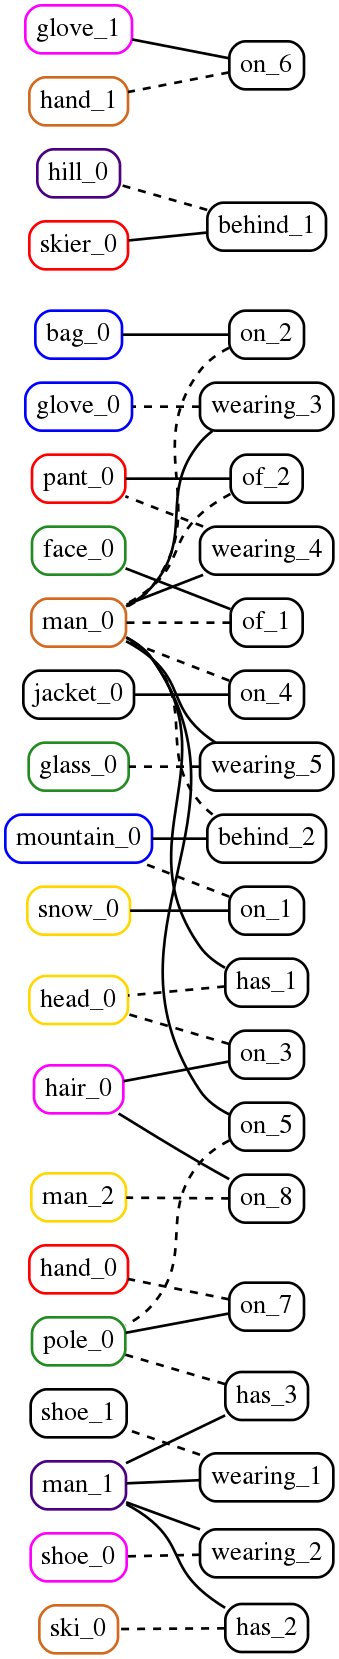 glove_1
on_6
hand_1
hill_0
behind_1
skier_0
bag_0
on_2
glove_0
wearing_3
pant_0
of_2
face_0
wearing_4
man_0
of_1
jacket_0
on_4
glass_0
wearing_5
mountain_0
behind_2
snow_0
on_1
head_0
has_1
on_3
hair_0
on_5
man_2
on_8
hand_0
on_7
pole_0
has_3
shoe_1
wearing_1
man_1
wearing_2
shoe_0
ski_0
has_2